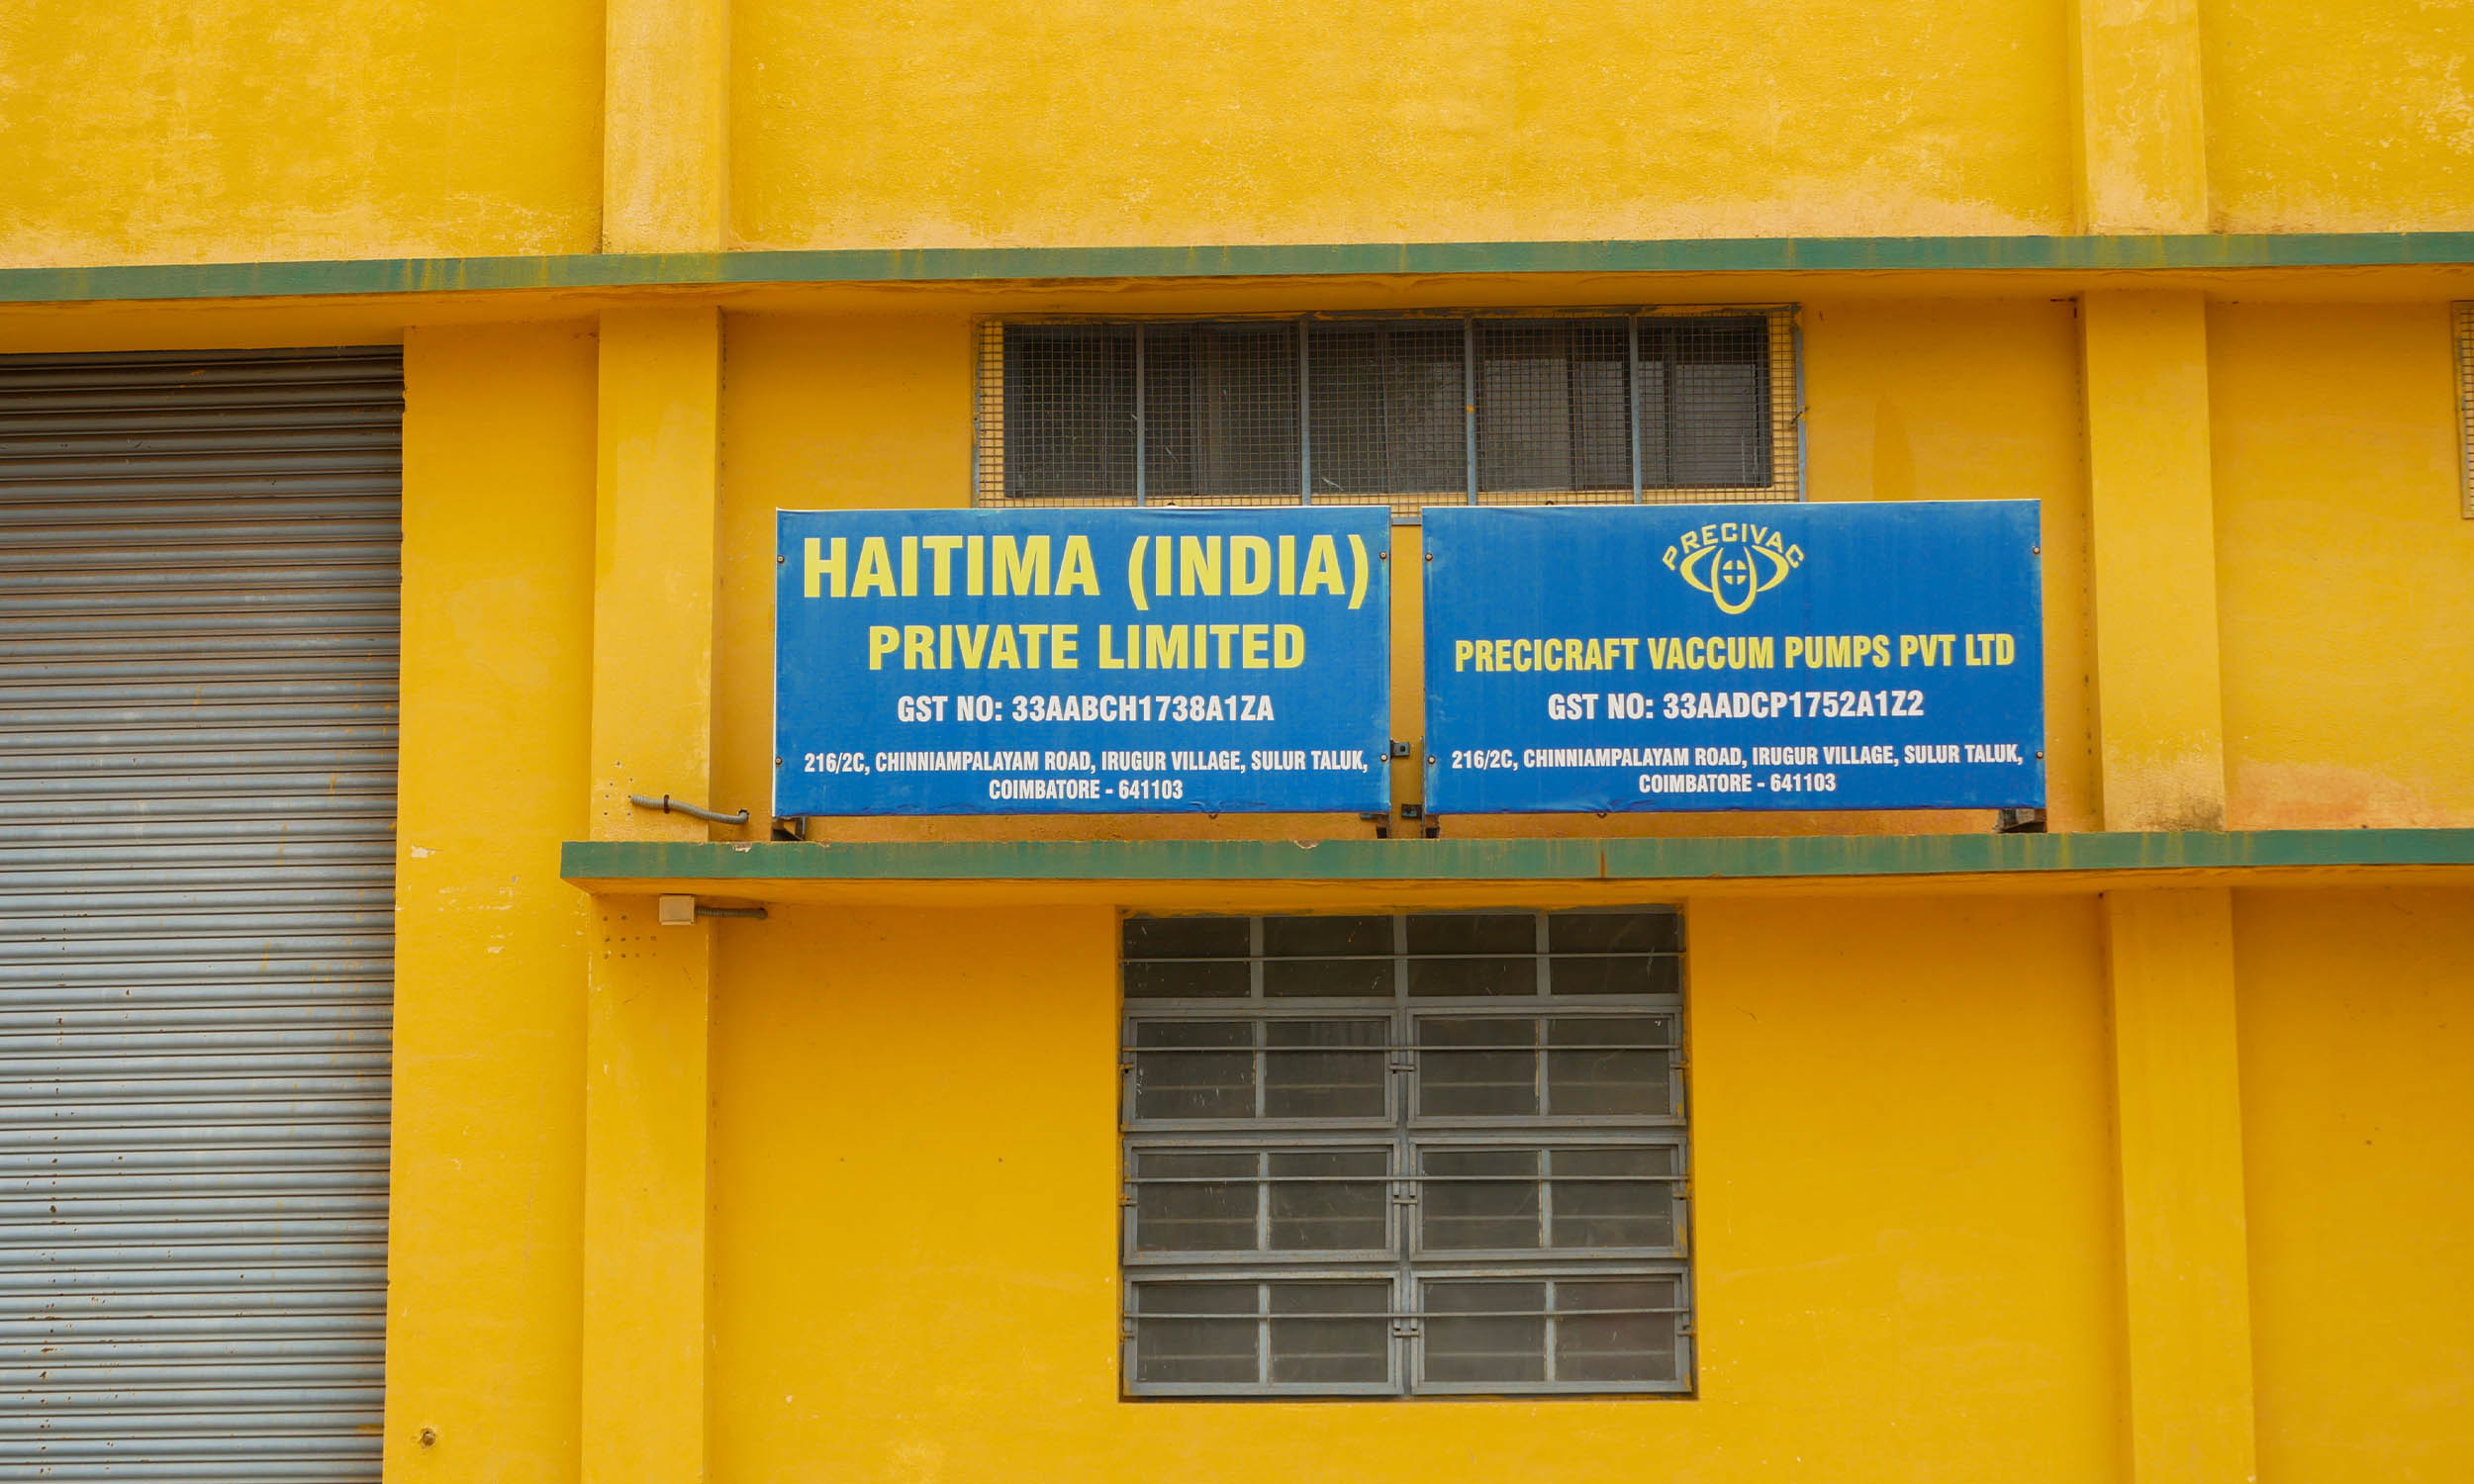 HAITIMA (INDIA)
PRIVATE LIMITED
GST NO: 33AABCH1738A1ZA
216/2C, CHINNIAMPALAYAM ROAD, IRUGUR VILLAGE, SULUR TALUK,
COIMBATORE - 641103
PRECIVAC
PRECICRAFT VACCUM PUMPS PVT LTD
GST NO: 33AADCP1752A1Z2
216/2C, CHINNIAMPALAYAM ROAD, IRUGUR VILLAGE, SULUR TALUK,
COIMBATORE - 641103